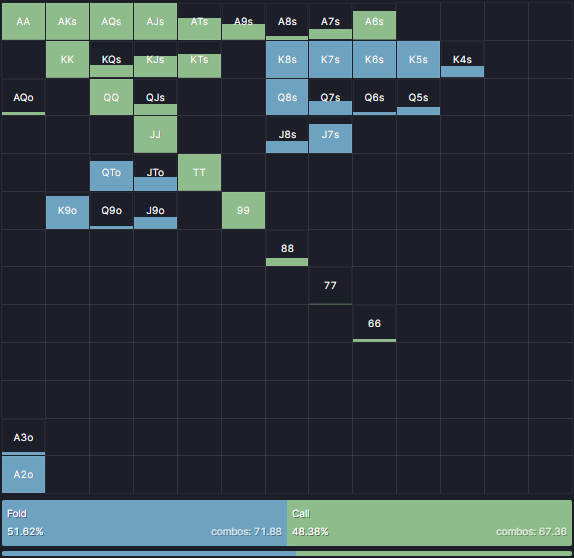 AA AKs AQs AJs ATs A9s A8s A7s A6s
KK KQs KJs KTs K8s K7s K6s K5s K4s
AQo QQ QJs Q8s Q7s Q6s Q5s
JJ J8s J7s
QTo JTo TT
K9o Q9o J9o 99
88
77
66
A3o
A2o
Fold Call
51.62% combos: 71.88 48.38% combos: 67.36